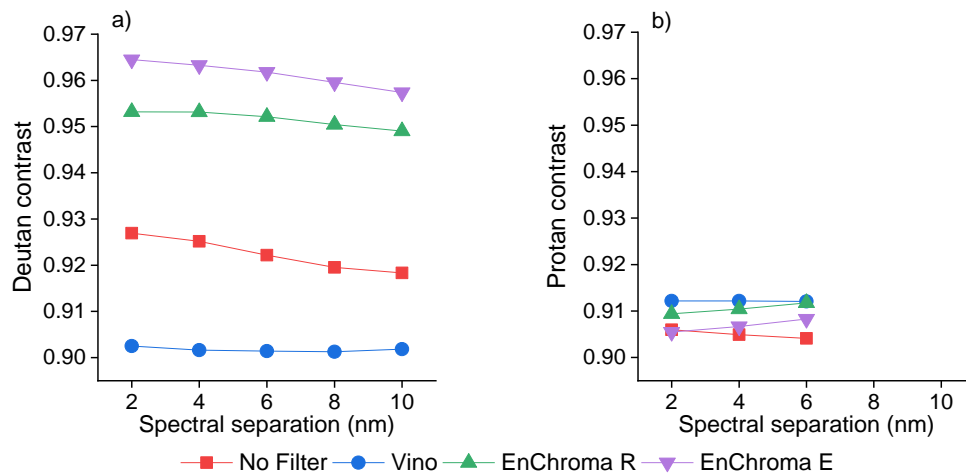 a)
0.97
0.96
0.95
0.94
0.93
0.92
0.91
0.90
Deutan contrast
2 4 6 8 10
Spectral separation (nm)
b)
0.97
0.96
0.95
0.94
0.93
0.92
0.91
0.90
Protan contrast
2 4 6 8 10
Spectral separation (nm)
No Filter Vino EnChroma R EnChroma E